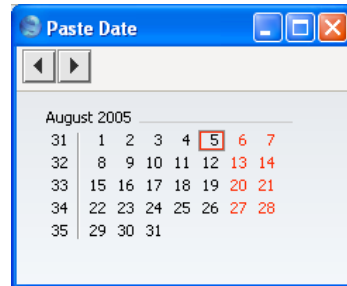 Paste Date
August 2005
31 1 2 3 4 5 6 7
32 8 9 10 11 12 13 14
33 15 16 17 18 19 20 21
34 22 23 24 25 26 27 28
35 29 30 31